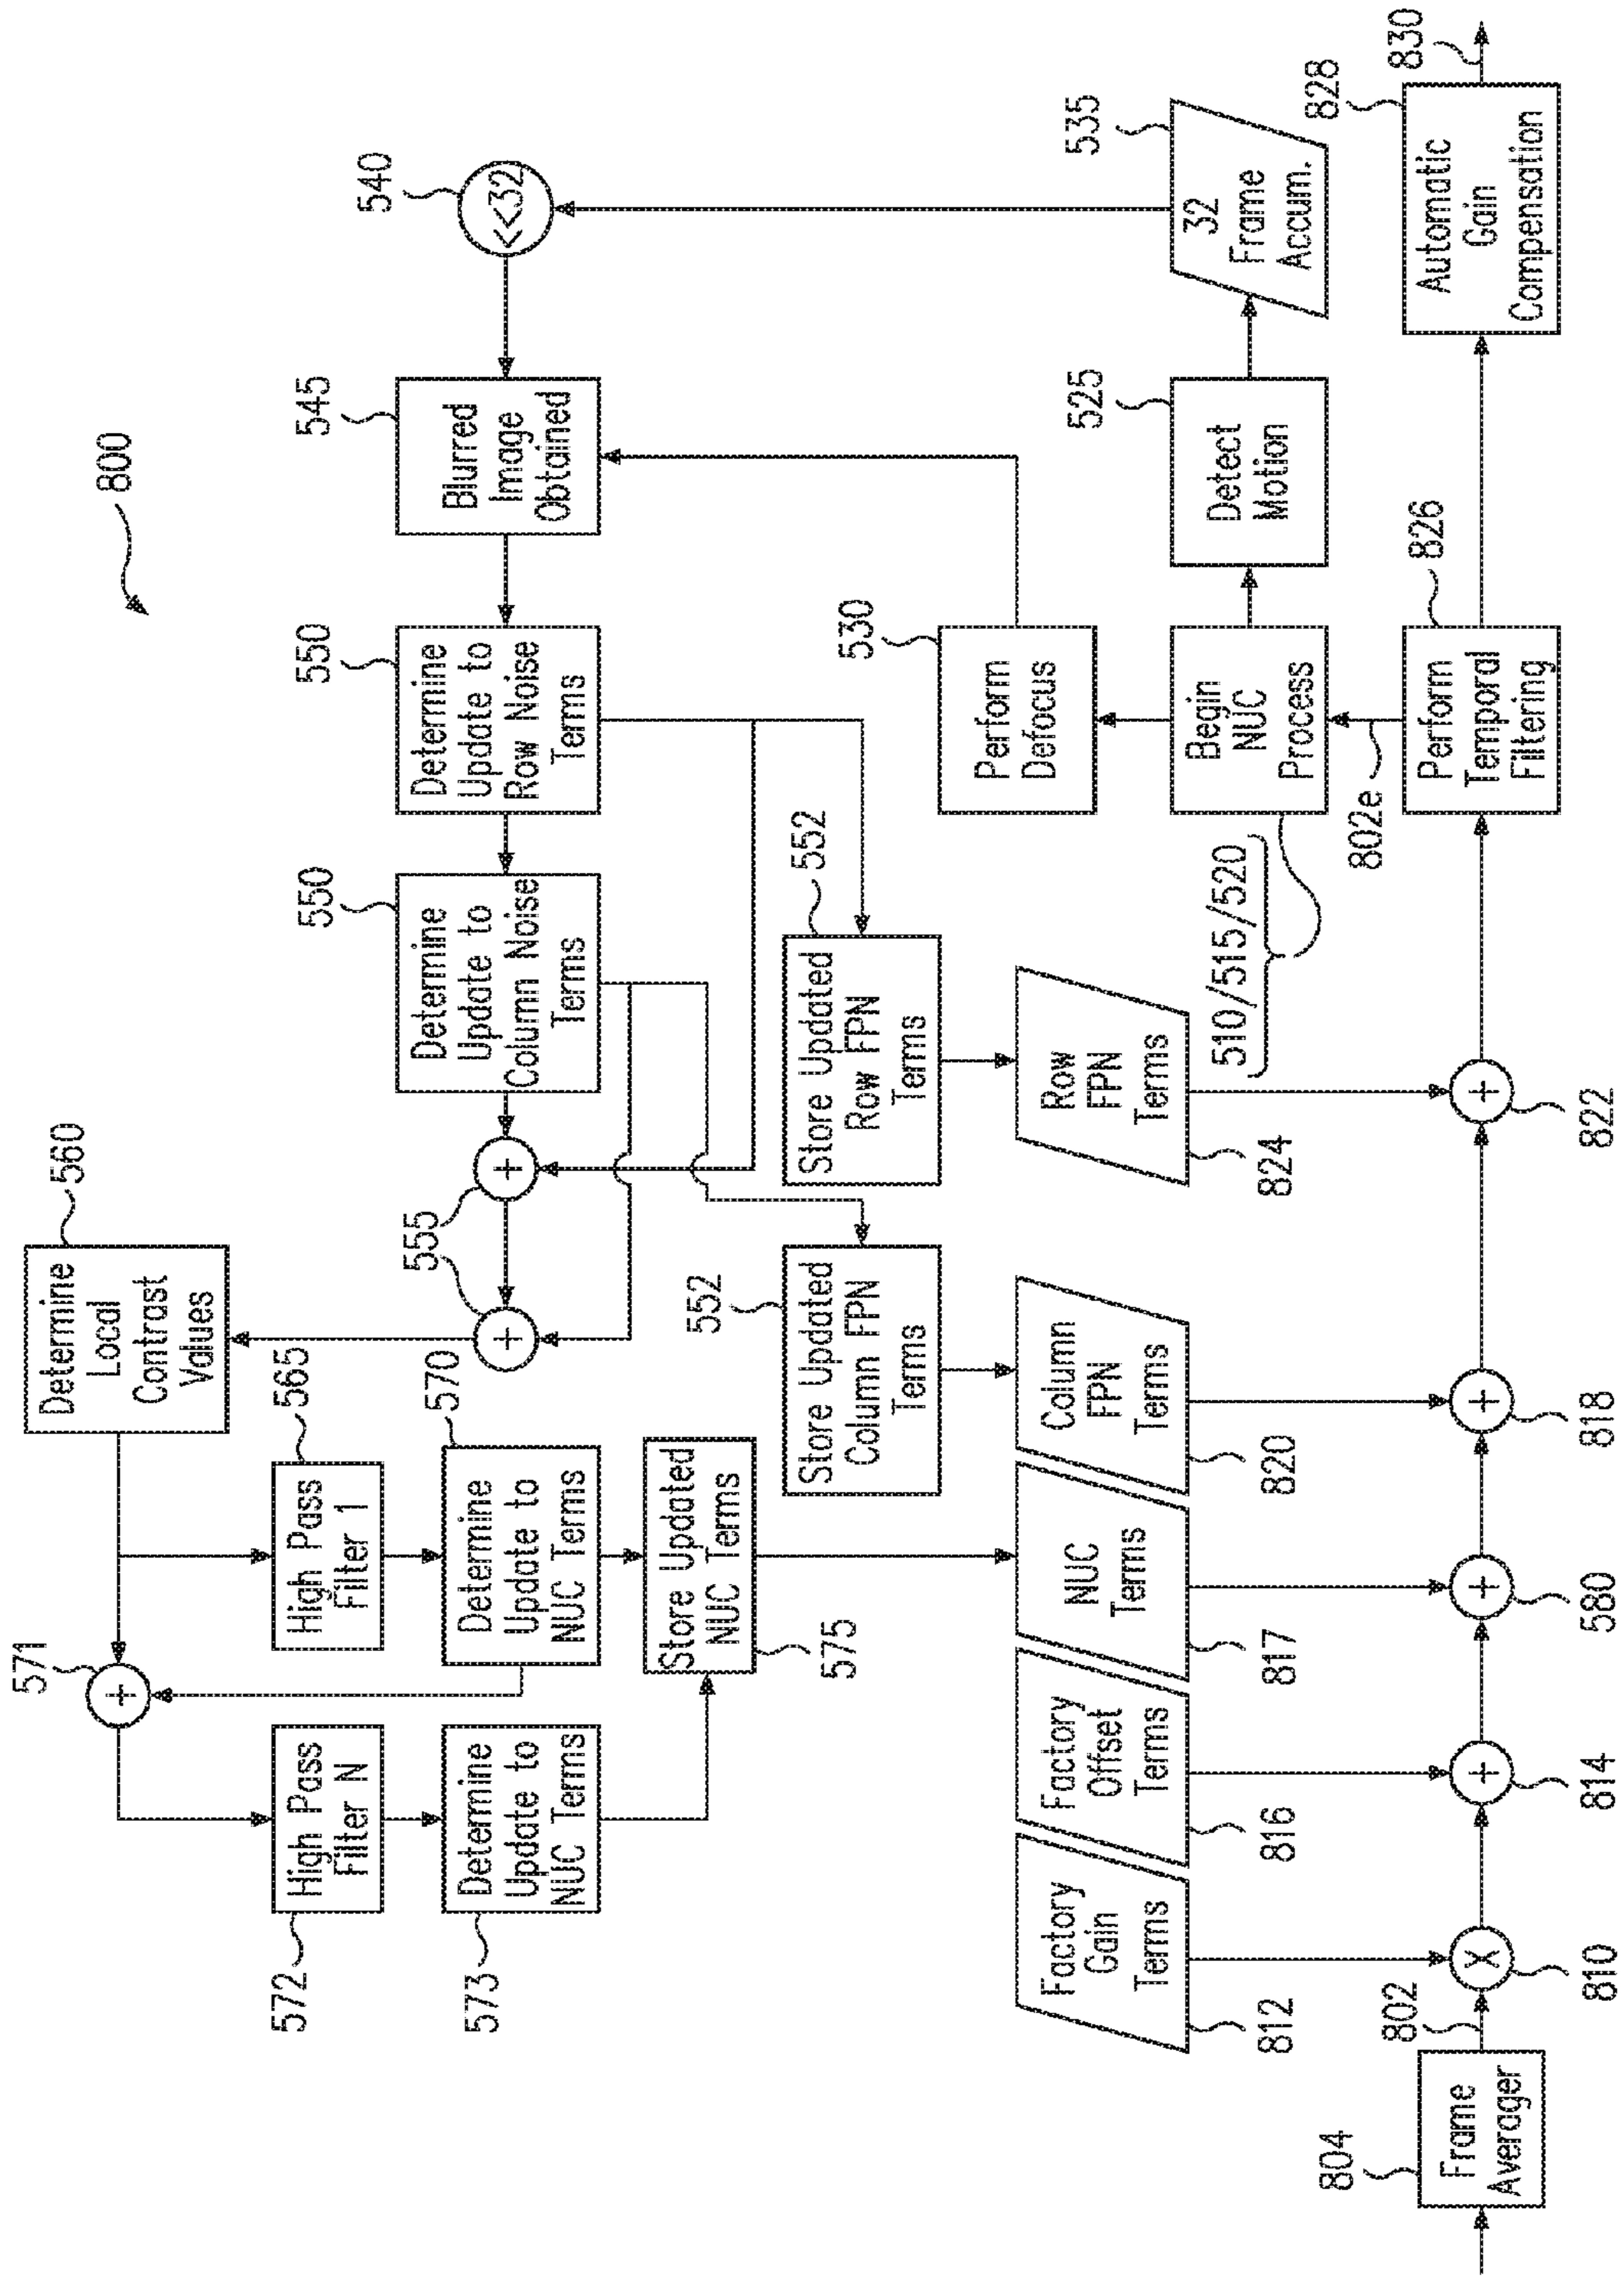 800
560
Determine
Local
Contrast
Values
571
565
High Pass
Filter 1
572
High Pass
Filter N
570
Determine
Update to
NUC Terms
573
Determine
Update to
NUC Terms
Store Updated
NUC Terms
575
555
550
Determine
Update to
Column Noise
Terms
550
Determine
Update to
Row Noise
Terms
545
Blurred
Image
Obtained
540
<<32
552
Store Updated
Column FPN
Terms
552
Store Updated
Row FPN
Terms
530
Perform
Defocus
Factory
Gain
Terms
812
Factory
Offset
Terms
816
NUC
Terms
817
Column
FPN
Terms
820
Row
FPN
Terms
824
510/515/520
Begin
NUC
Process
525
Detect
Motion
535
32
Frame
Accum.
802e
804
Frame
Averager
802
X
810
+
814
+
580
+
818
+
822
826
Perform
Temporal
Filtering
828
Automatic
Gain
Compensation
830
+
+
+